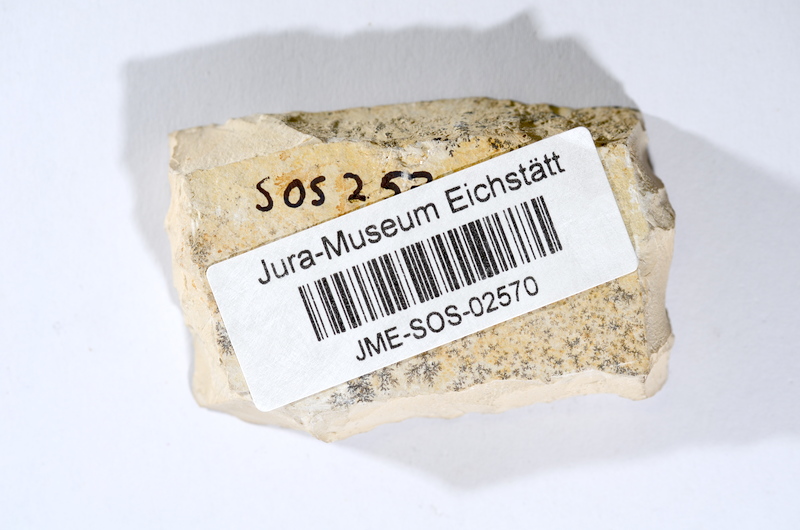 SOS 257
Jura-Museum Eichstätt
JME-SOS-02570